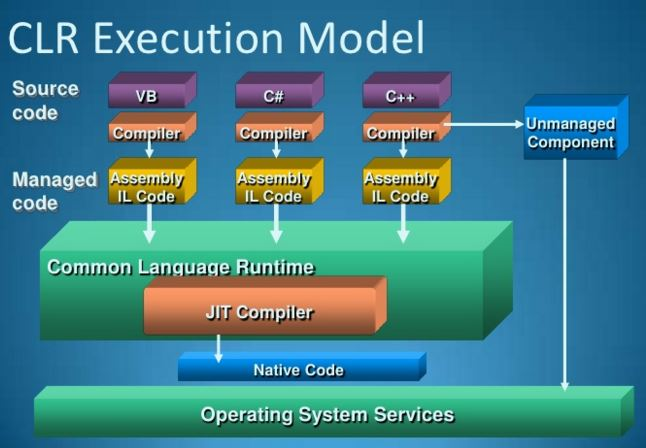 CLR Execution Model
Source
code
VB
C#
C++
Compiler
Compiler
Compiler
Unmanaged
Component
Managed
code
Assembly
IL Code
Assembly
IL Code
Assembly
IL Code
Common Language Runtime
JIT Compiler
Native Code
Operating System Services